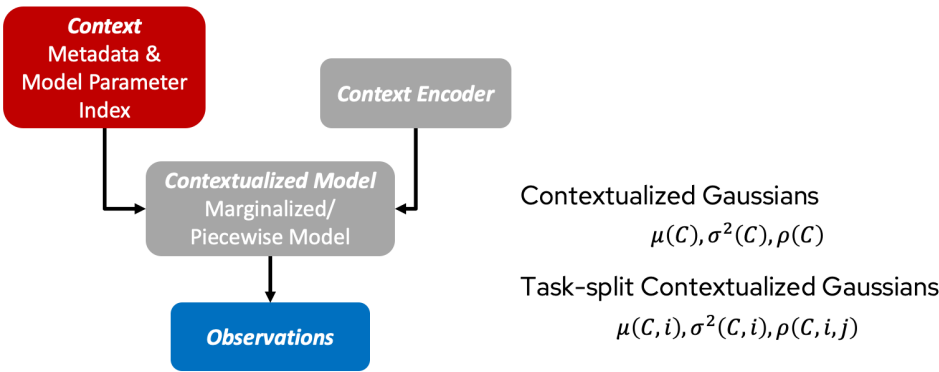 Context
Metadata &
Model Parameter
Index
Context Encoder
Contextualized Model
Marginalized/
Piecewise Model
Observations
Contextualized Gaussians
μ(C), σ²(C), ρ(C)
Task-split Contextualized Gaussians
μ(C, i), σ²(C, i), ρ(C, i, j)